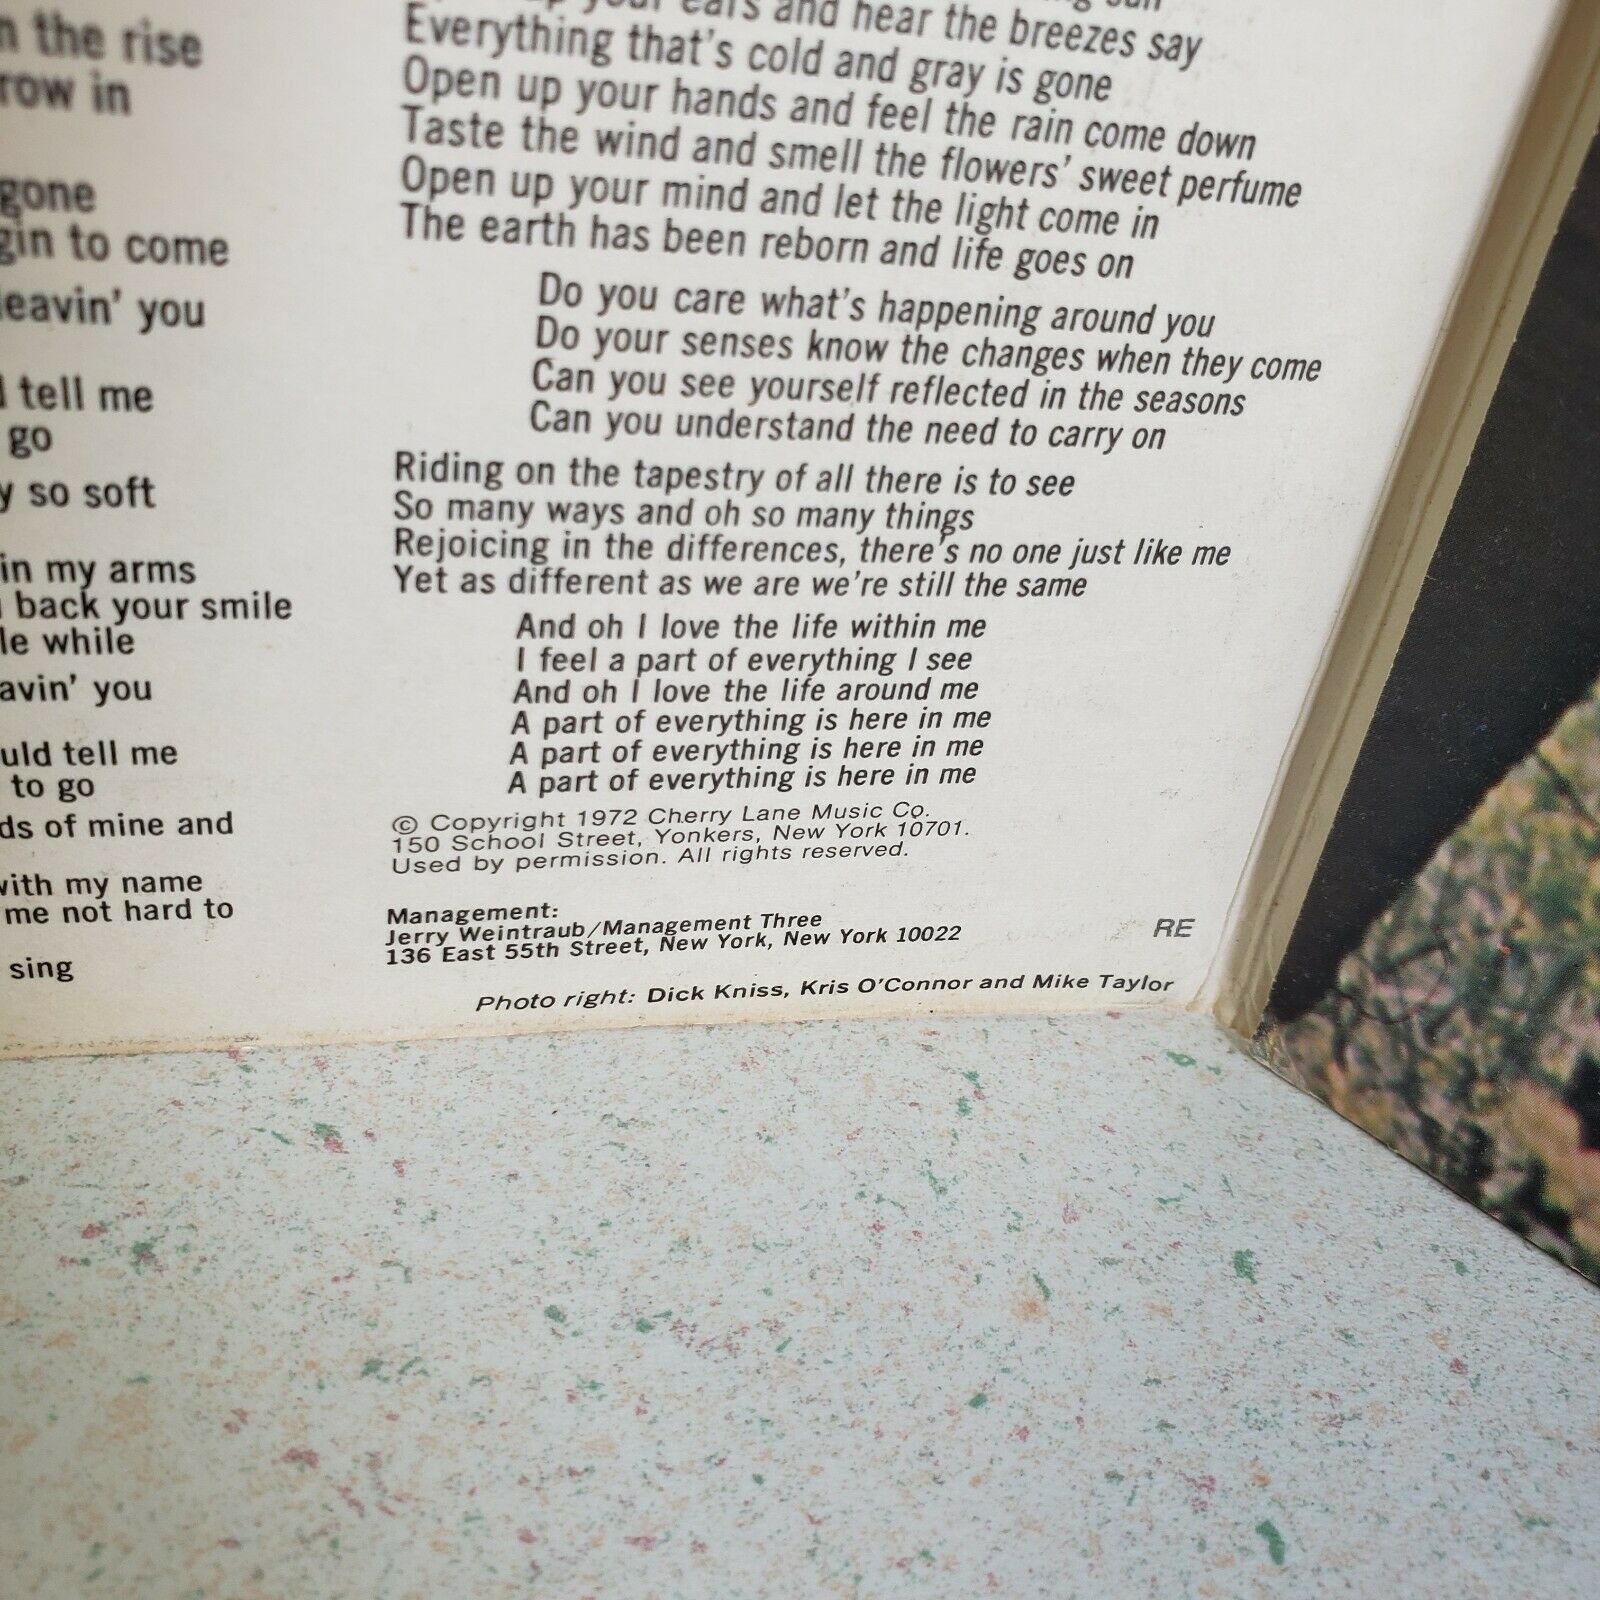 n the rise
row in
gone
gin to come
leavin' you
tell me
go
y so soft
in my arms
back your smile
le while
avin' you
uld tell me
to go
ds of mine and
with my name
me not hard to
sing
up your ears and hear the breezes say
Everything that's cold and gray is gone
Open up your hands and feel the rain come down
Taste the wind and smell the flowers' sweet perfume
Open up your mind and let the light come in
The earth has been reborn and life goes on
Do you care what's happening around you
Do your senses know the changes when they come
Can you see yourself reflected in the seasons
Can you understand the need to carry on
Riding on the tapestry of all there is to see
So many ways and oh so many things
Rejoicing in the differences, there's no one just like me
Yet as different as we are we're still the same
And oh I love the life within me
I feel a part of everything I see
And oh I love the life around me
A part of everything is here in me
A part of everything is here in me
A part of everything is here in me
© Copyright 1972 Cherry Lane Music Co.
150 School Street, Yonkers, New York 10701.
Used by permission. All rights reserved.
Management:
Jerry Weintraub/Management Three
136 East 55th Street, New York, New York 10022
RE
Photo right: Dick Kniss, Kris O'Connor and Mike Taylor